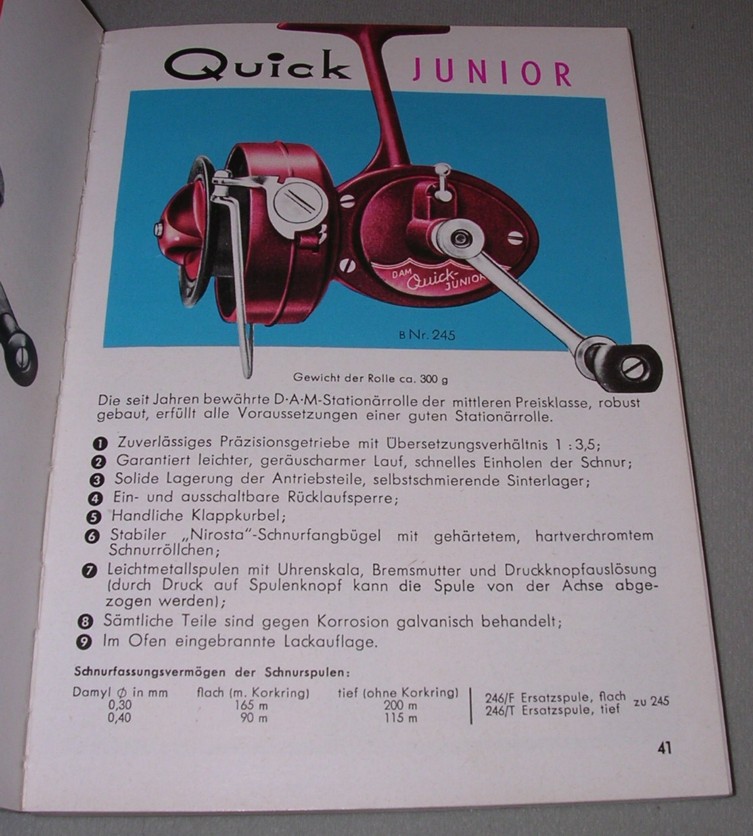 Quick JUNIOR
DAM
Quick-
JUNIOR
B Nr. 245
Gewicht der Rolle ca. 300 g
Die seit Jahren bewährte D·A·M-Stationärrolle der mittleren Preisklasse, robust
gebaut, erfüllt alle Voraussetzungen einer guten Stationärrolle.
1 Zuverlässiges Präzisionsgetriebe mit Übersetzungsverhältnis 1 : 3,5;
2 Garantiert leichter, geräuscharmer Lauf, schnelles Einholen der Schnur;
3 Solide Lagerung der Antriebsteile, selbstschmierende Sinterlager;
4 Ein- und ausschaltbare Rücklaufsperre;
5 Handliche Klappkurbel;
6 Stabiler „Nirosta"-Schnurfangbügel mit gehärtetem, hartverchromtem
Schnurröllchen;
7 Leichtmetallspulen mit Uhrenskala, Bremsmutter und Druckknopfauslösung
(durch Druck auf Spulenknopf kann die Spule von der Achse abge-
zogen werden);
8 Sämtliche Teile sind gegen Korrosion galvanisch behandelt;
9 Im Ofen eingebrannte Lackauflage.
Schnurfassungsvermögen der Schnurspulen:
Damyl ∅ in mm flach (m. Korkring) tief (ohne Korkring)
0,30 165 m 200 m
0,40 90 m 115 m
246/F Ersatzspule, flach
246/T Ersatzspule, tief
zu 245
41